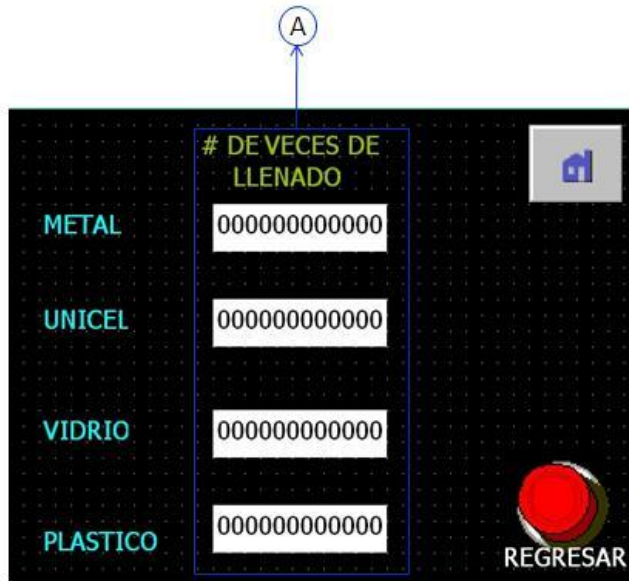 A
# DE VECES DE
LLENADO
METAL 000000000000
UNICEL 000000000000
VIDRIO 000000000000
PLASTICO 000000000000
REGRESAR